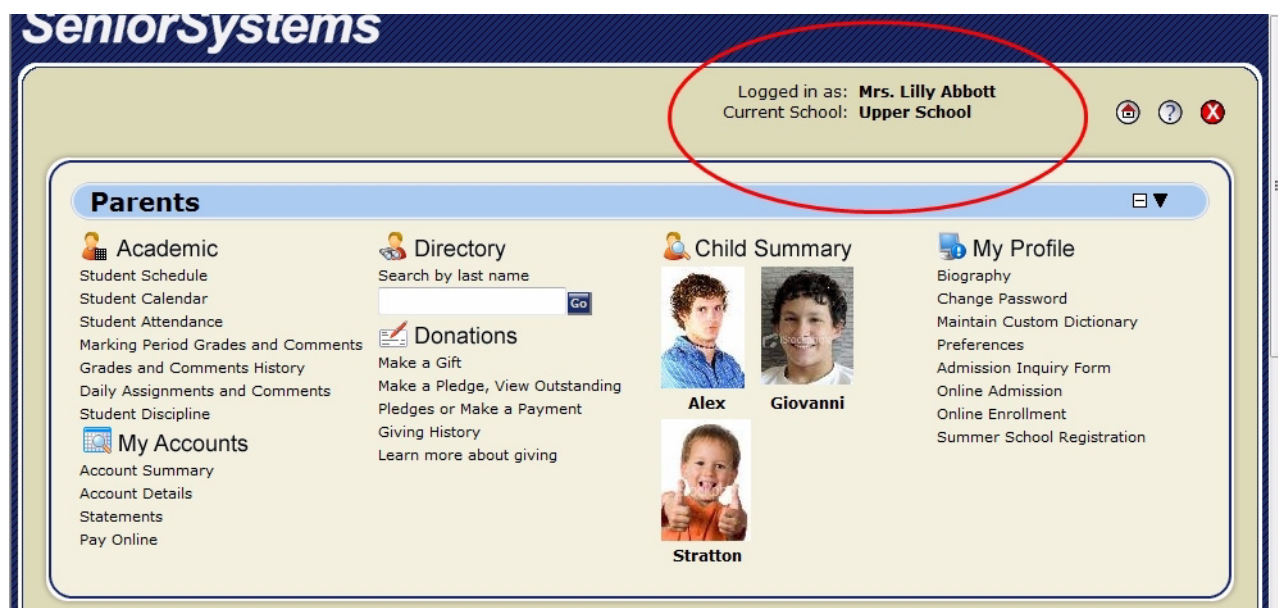 SeniorSystems
Logged in as: Mrs. Lilly Abbott
Current School: Upper School
Parents
Academic
Student Schedule
Student Calendar
Student Attendance
Marking Period Grades and Comments
Grades and Comments History
Daily Assignments and Comments
Student Discipline
My Accounts
Account Summary
Account Details
Statements
Pay Online
Directory
Search by last name
Go
Donations
Make a Gift
Make a Pledge, View Outstanding
Pledges or Make a Payment
Giving History
Learn more about giving
Child Summary
Alex
Giovanni
Stratton
My Profile
Biography
Change Password
Maintain Custom Dictionary
Preferences
Admission Inquiry Form
Online Admission
Online Enrollment
Summer School Registration